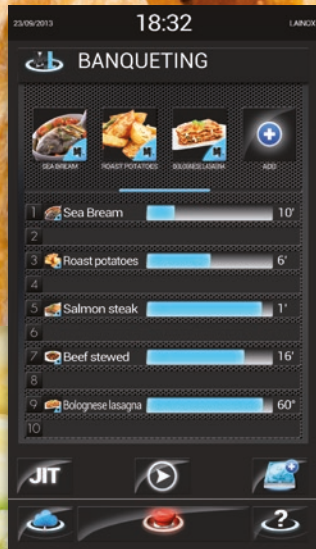 23/09/2013 18:32 LAINOX
BANQUETING
SEA BREAM ROAST POTATOES BOLOGNESE LASAGNA ADD
1 Sea Bream 10'
2
3 Roast potatoes 6'
4
5 Salmon steak 1'
6
7 Beef stewed 16'
8
9 Bolognese lasagna 60"
10
JIT
?